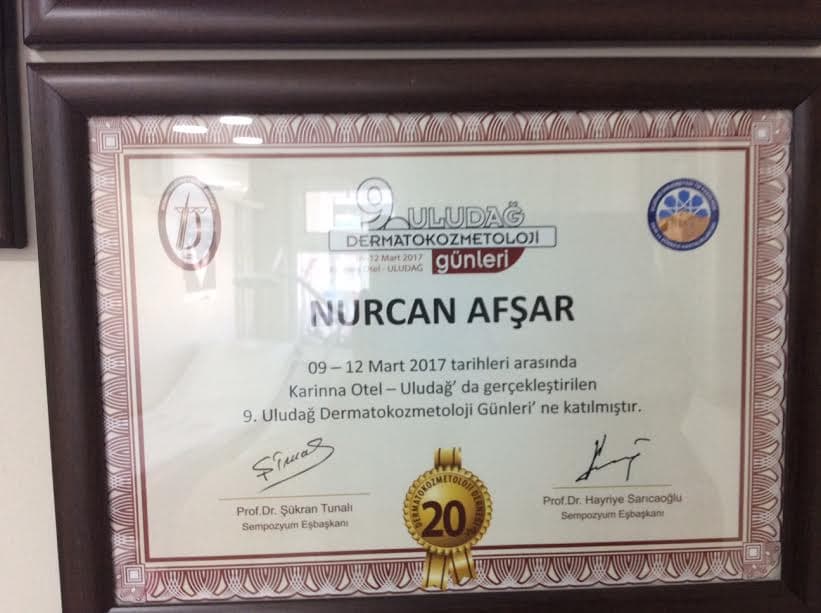 9. ULUDAĞ
DERMATOKOZMETOLOJİ
12 Mart 2017
Otel - ULUDAĞ
günleri
NURCAN AFŞAR
09 – 12 Mart 2017 tarihleri arasında
Karinna Otel – Uludağ' da gerçekleştirilen
9. Uludağ Dermatokozmetoloji Günleri' ne katılmıştır.
Prof.Dr. Şükran Tunalı
Sempozyum Eşbaşkanı
DERMATOKOZMETOLOJİ DERNEĞİ
20
Prof.Dr. Hayriye Sarıcaoğlu
Sempozyum Eşbaşkanı